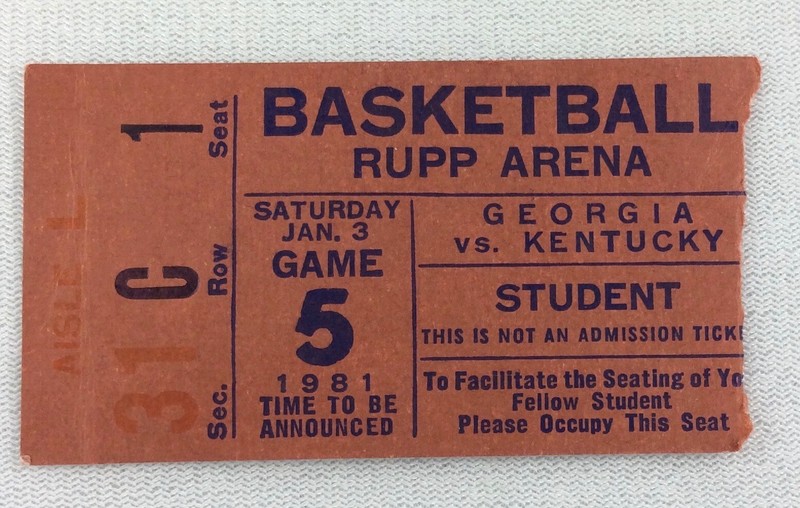 AISLE L
Sec. 31 Row C Seat 1
BASKETBALL
RUPP ARENA
SATURDAY
JAN. 3
GAME
5
1981
TIME TO BE
ANNOUNCED
GEORGIA
vs. KENTUCKY
STUDENT
THIS IS NOT AN ADMISSION TICK
To Facilitate the Seating of Yo
Fellow Student
Please Occupy This Seat